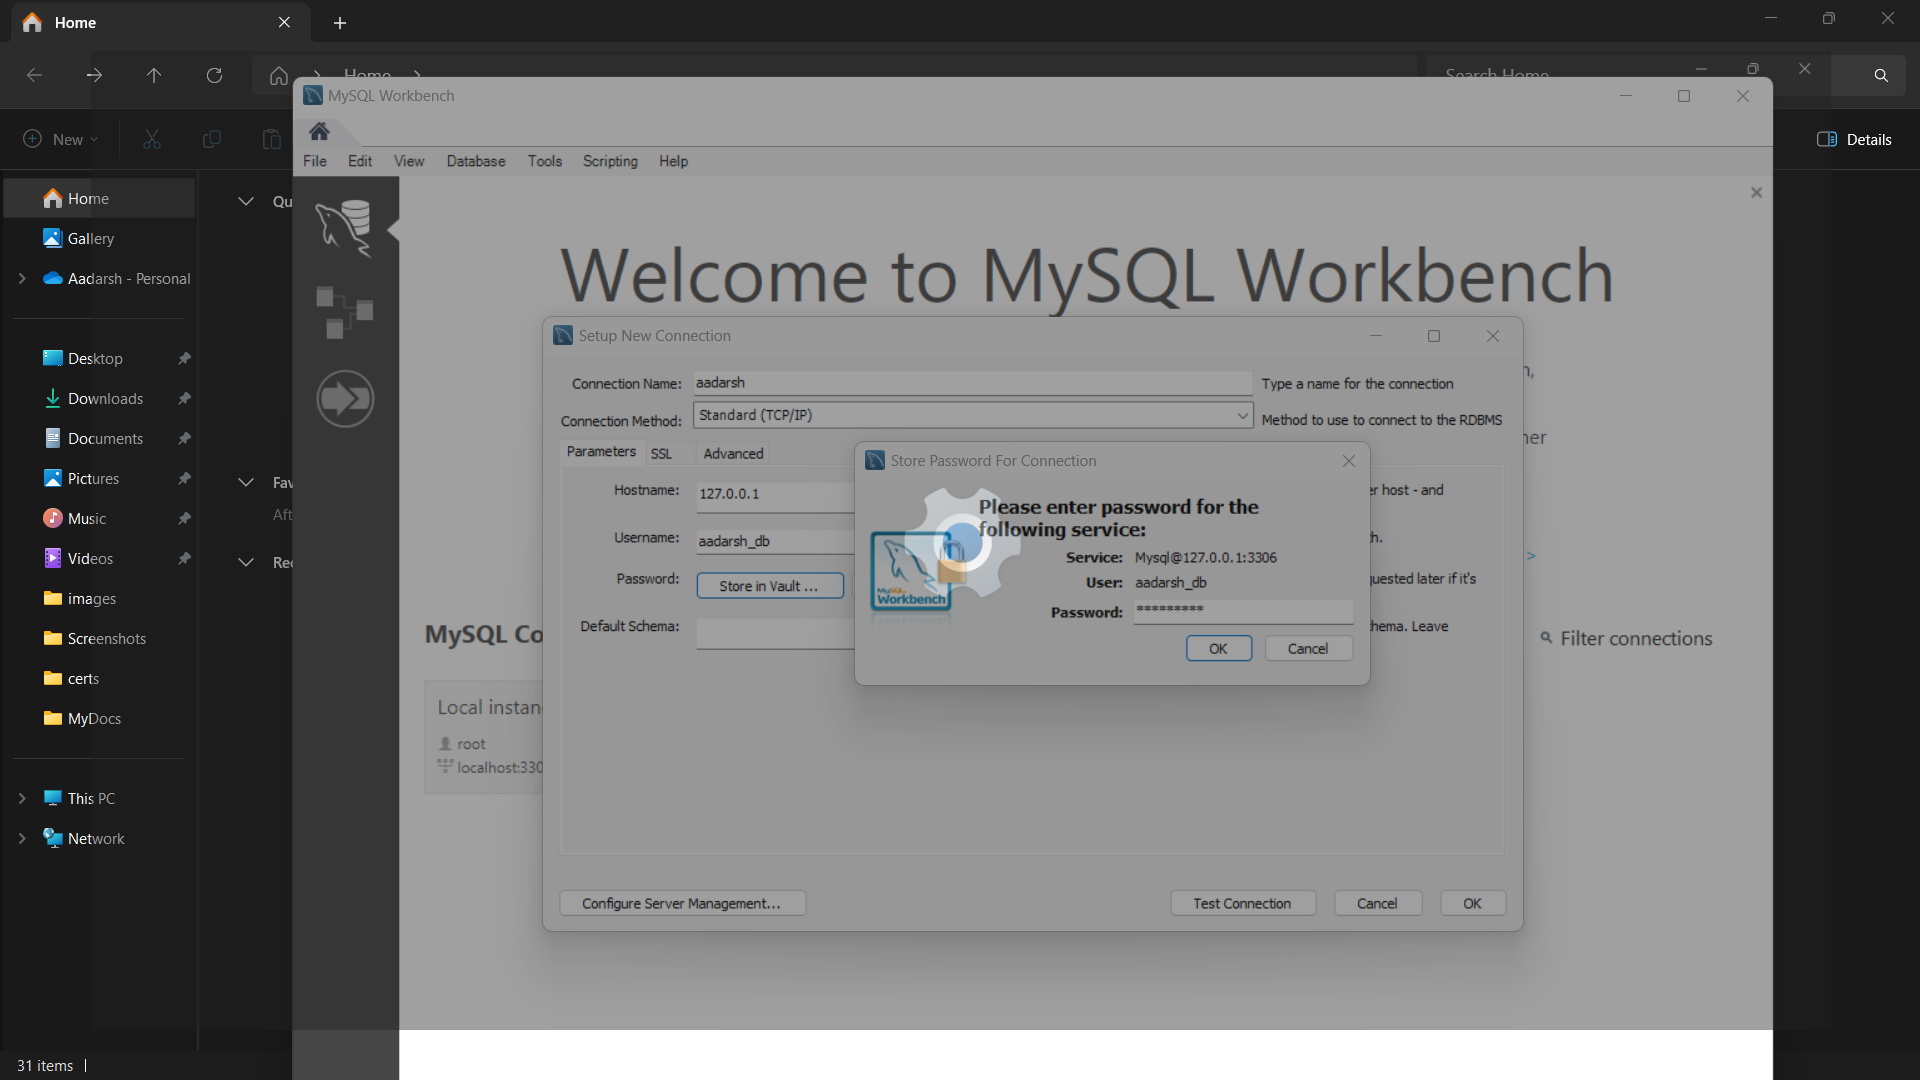 Home
Home
Search Home
MySQL Workbench
New
Details
File Edit View Database Tools Scripting Help
Home
Qu
Gallery
Aadarsh - Personal
Welcome to MySQL Workbench
Setup New Connection
Desktop
n,
Connection Name: aadarsh Type a name for the connection
Downloads
Connection Method: Standard (TCP/IP) Method to use to connect to the RDBMS
Documents
her
Parameters SSL Advanced
Store Password For Connection
Pictures
Fav
Hostname: 127.0.0.1
r host - and
Please enter password for the
following service:
Music
Aft
Username: aadarsh_db
h.
Videos
Rec
Service: Mysql@127.0.0.1:3306
>
Password: Store in Vault ...
User: aadarsh_db
uested later if it's
MySQL
Workbench
images
Password: *********
Default Schema:
hema. Leave
Screenshots
MySQL Co
OK Cancel
Filter connections
certs
Local instan
MyDocs
root
localhost:330
This PC
Network
Configure Server Management... Test Connection Cancel OK
31 items